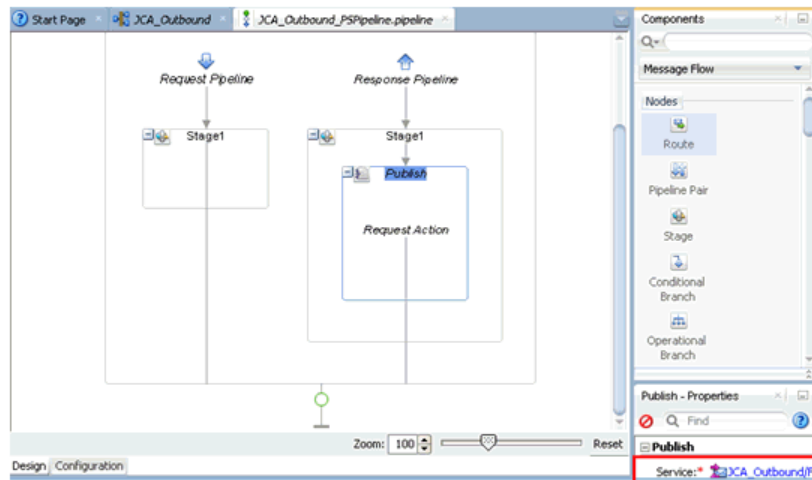 Start Page
JCA_Outbound
JCA_Outbound_PSPipeline.pipeline
Request Pipeline
Response Pipeline
Stage1
Stage1
Publish
Request Action
Zoom: 100
Reset
Design Configuration
Components
Message Flow
Nodes
Route
Pipeline Pair
Stage
Conditional
Branch
Operational
Branch
Publish - Properties
Find
Publish
Service:* JCA_Outbound/F